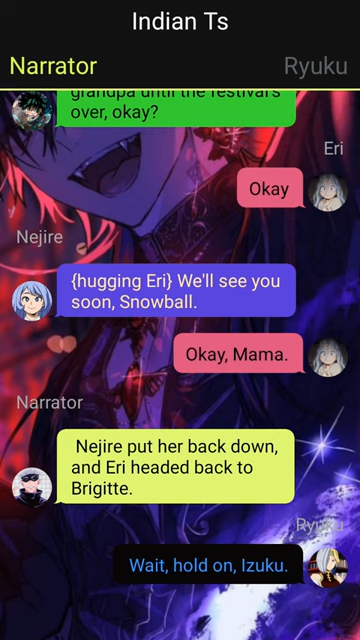 Indian Ts
Narrator
Ryuku
grandpa until the festival's
over, okay?
Eri
Okay
Nejire
{hugging Eri} We'll see you
soon, Snowball.
Okay, Mama.
Narrator
Nejire put her back down,
and Eri headed back to
Brigitte.
Ryuku
Wait, hold on, Izuku.